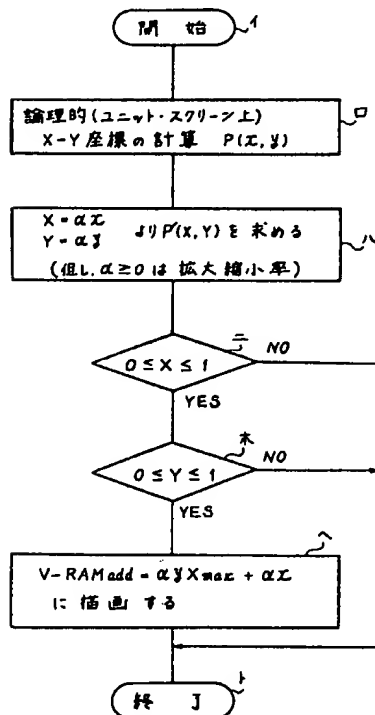 開始
イ
論理的(ユニット・スクリーン上)
X-Y座標の計算 P(x,y)
ロ
X=αx
Y=αy よりP'(X,Y)を求める
(但し、α≥0は拡大縮小率)
ハ
ニ
0≤X≤1
NO
YES
ホ
0≤Y≤1
NO
YES
ヘ
V-RAMadd=αyXmax+αx
に描画する
ト
終了